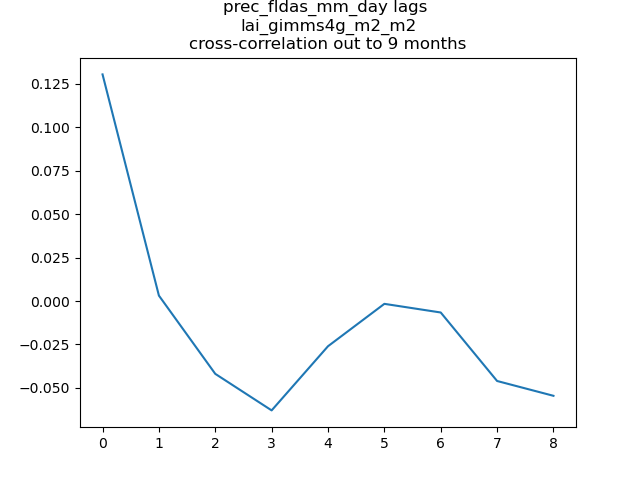 prec_fldas_mm_day lags
lai_gimms4g_m2_m2
cross-correlation out to 9 months
0.125
0.100
0.075
0.050
0.025
0.000
−0.025
−0.050
0 1 2 3 4 5 6 7 8